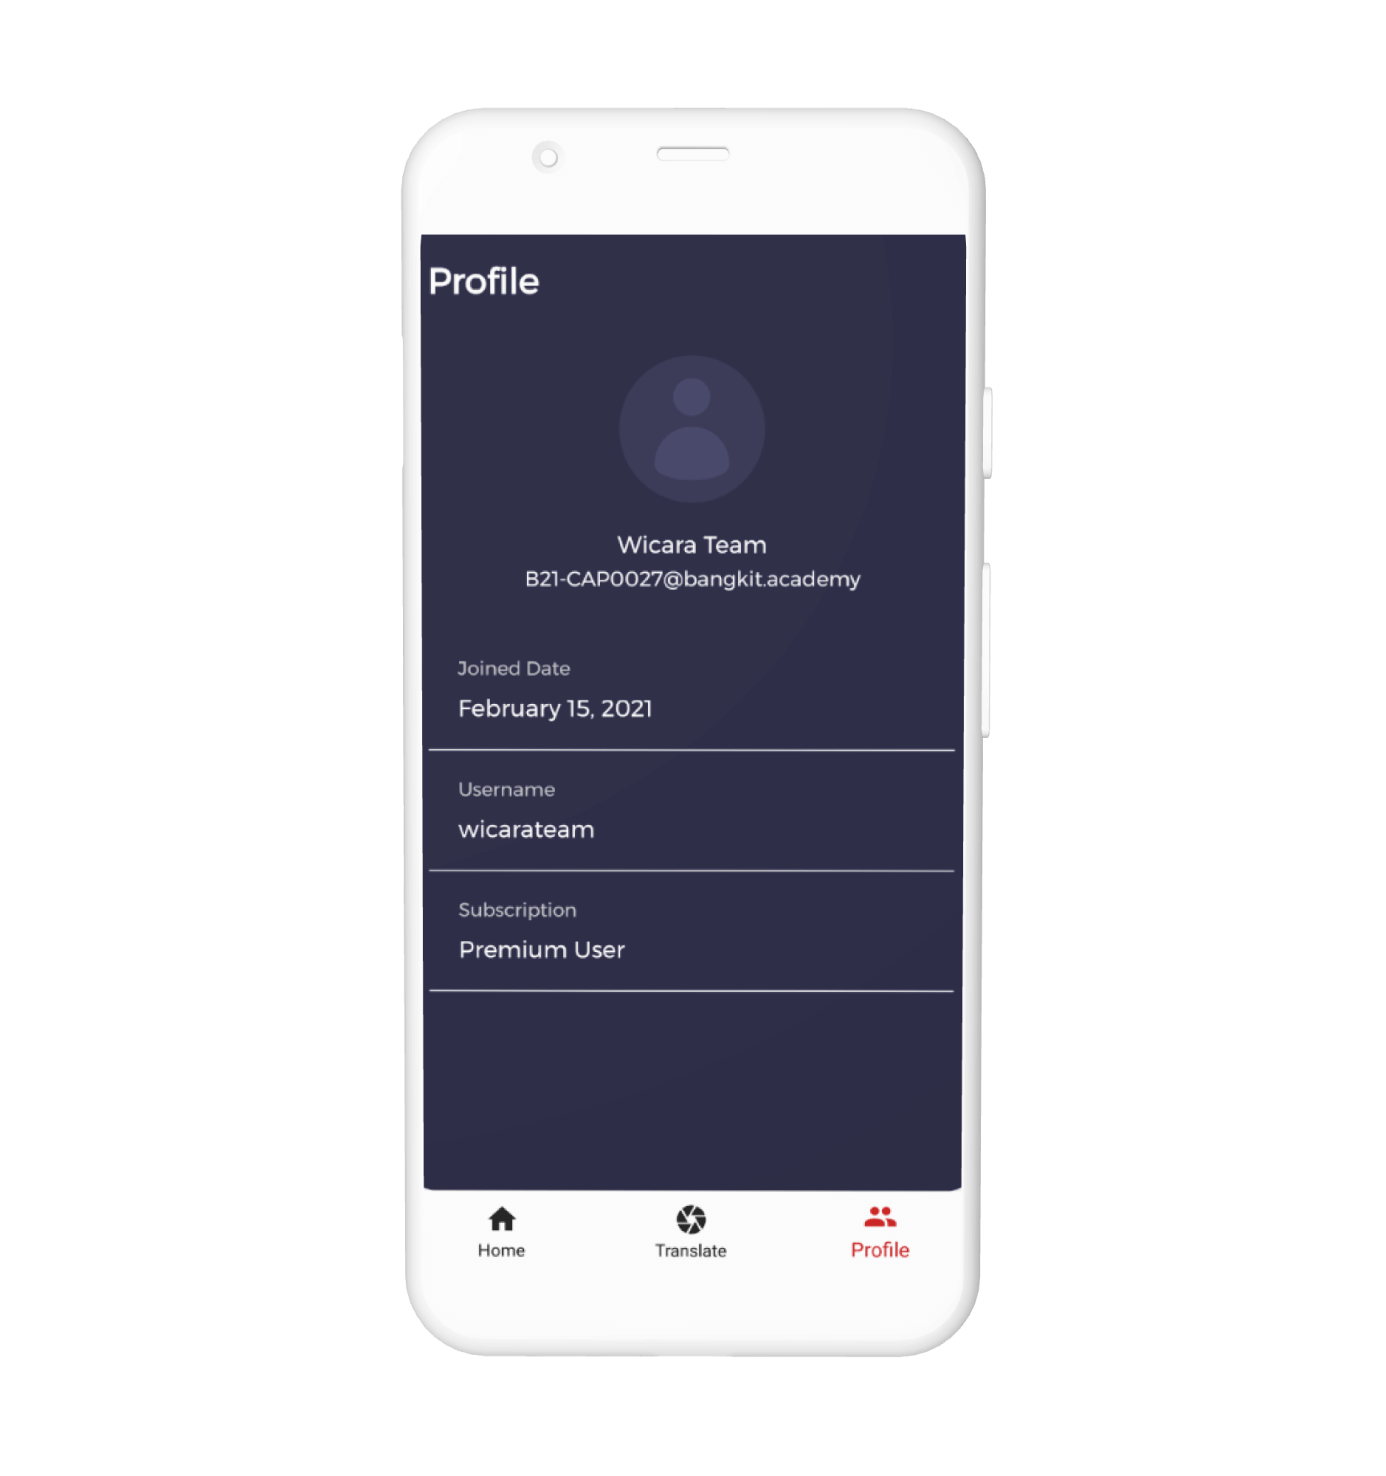 Profile
Wicara Team
B21-CAP0027@bangkit.academy
Joined Date
February 15, 2021
Username
wicarateam
Subscription
Premium User
Home
Translate
Profile